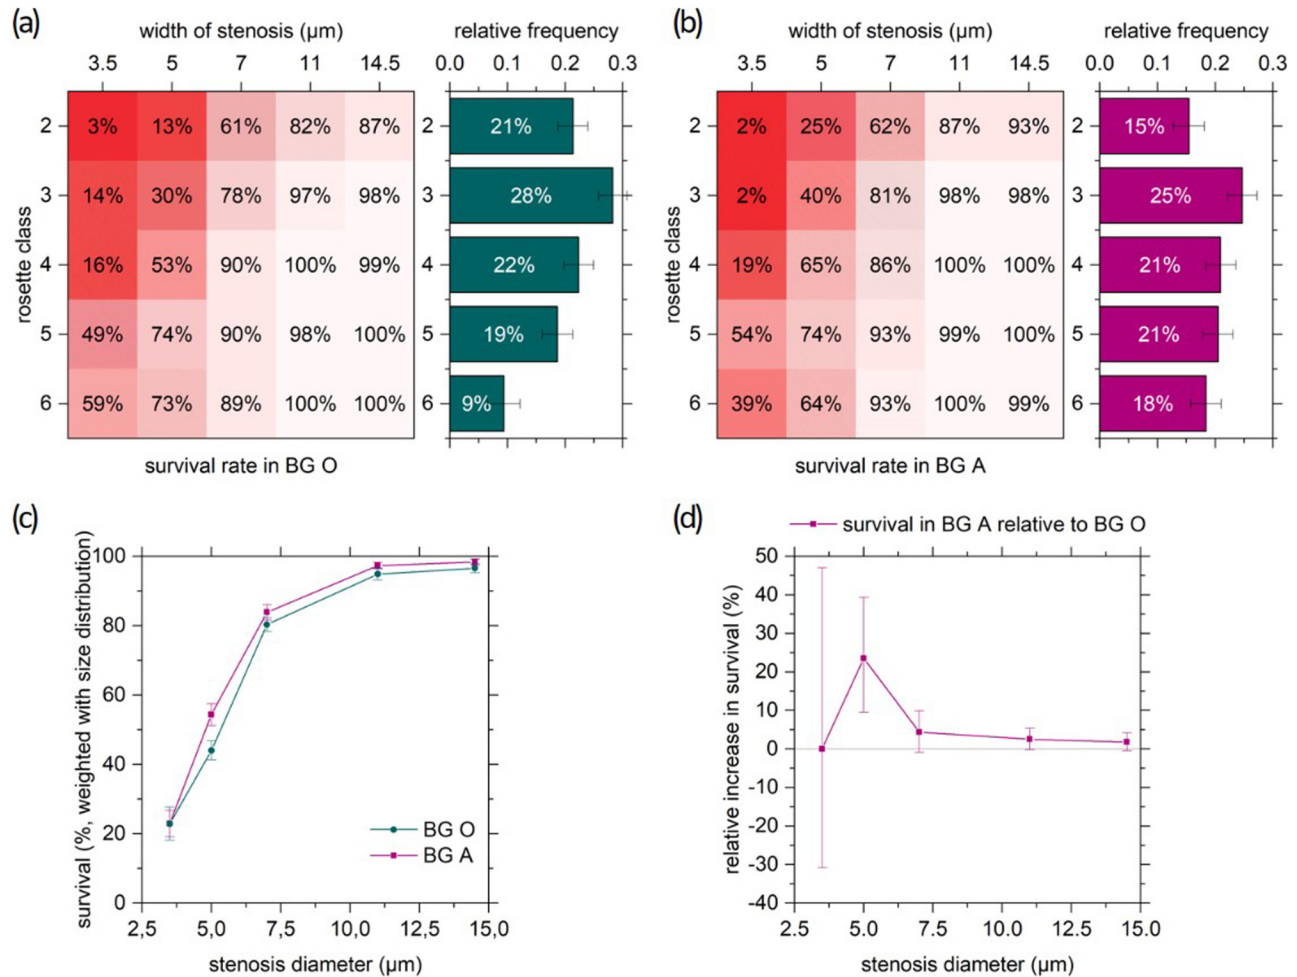 (a)
width of stenosis (µm)
3.5 5 7 11 14.5
relative frequency
0.0 0.1 0.2 0.3
rosette class
2 3% 13% 61% 82% 87%
3 14% 30% 78% 97% 98%
4 16% 53% 90% 100% 99%
5 49% 74% 90% 98% 100%
6 59% 73% 89% 100% 100%
2 21%
3 28%
4 22%
5 19%
6 9%
survival rate in BG O
(b)
width of stenosis (µm)
3.5 5 7 11 14.5
relative frequency
0.0 0.1 0.2 0.3
rosette class
2 2% 25% 62% 87% 93%
3 2% 40% 81% 98% 98%
4 19% 65% 86% 100% 100%
5 54% 74% 93% 99% 100%
6 39% 64% 93% 100% 99%
2 15%
3 25%
4 21%
5 21%
6 18%
survival rate in BG A
(c)
survival (%, weighted with size distribution)
100
80
60
40
20
0
BG O
BG A
2,5 5,0 7,5 10,0 12,5 15,0
stenosis diameter (µm)
(d)
survival in BG A relative to BG O
relative increase in survival (%)
50
40
30
20
10
0
-10
-20
-30
-40
2.5 5.0 7.5 10.0 12.5 15.0
stenosis diameter (µm)